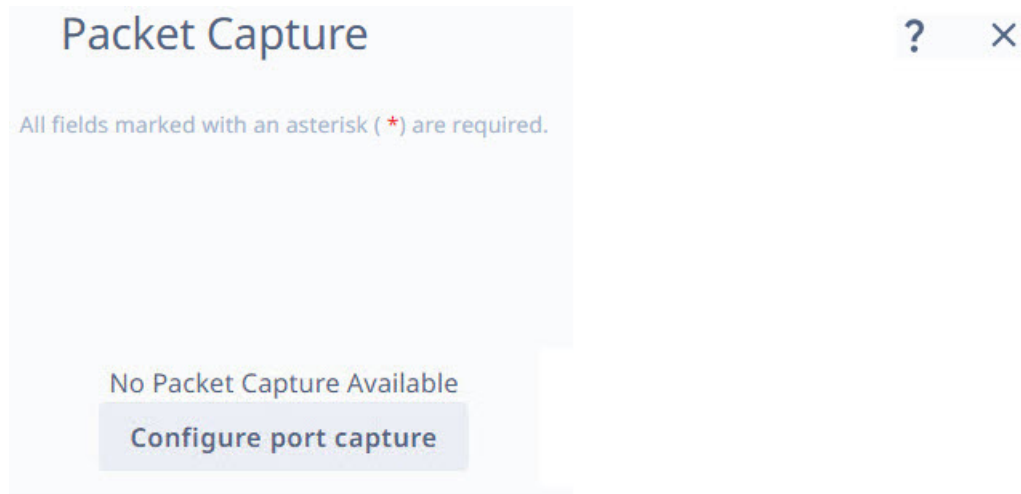 Packet Capture
? ×
All fields marked with an asterisk ( *) are required.
No Packet Capture Available
Configure port capture